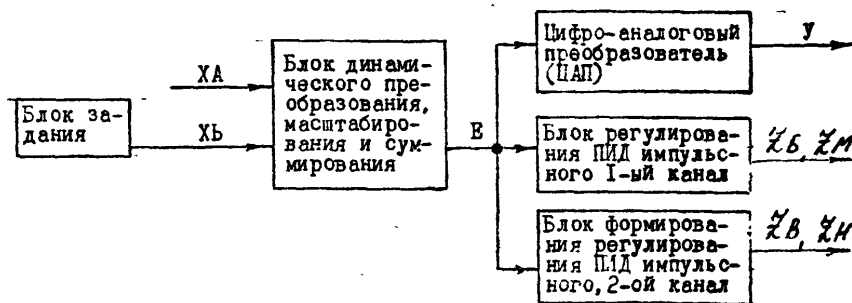 Блок за-
дания
ХА
ХЬ
Блок динами-
ческого пре-
образования,
масштабиро-
вания и сум-
мирования
Е
Цифро-аналоговый
преобразователь
(ЦАП)
У
Блок регулирова-
ния ПИД импульс-
ного I-ый канал
ZБ, ZМ
Блок формирова-
ния регулирова-
ния ПИД импульс-
ного, 2-ой канал
ZВ, ZН